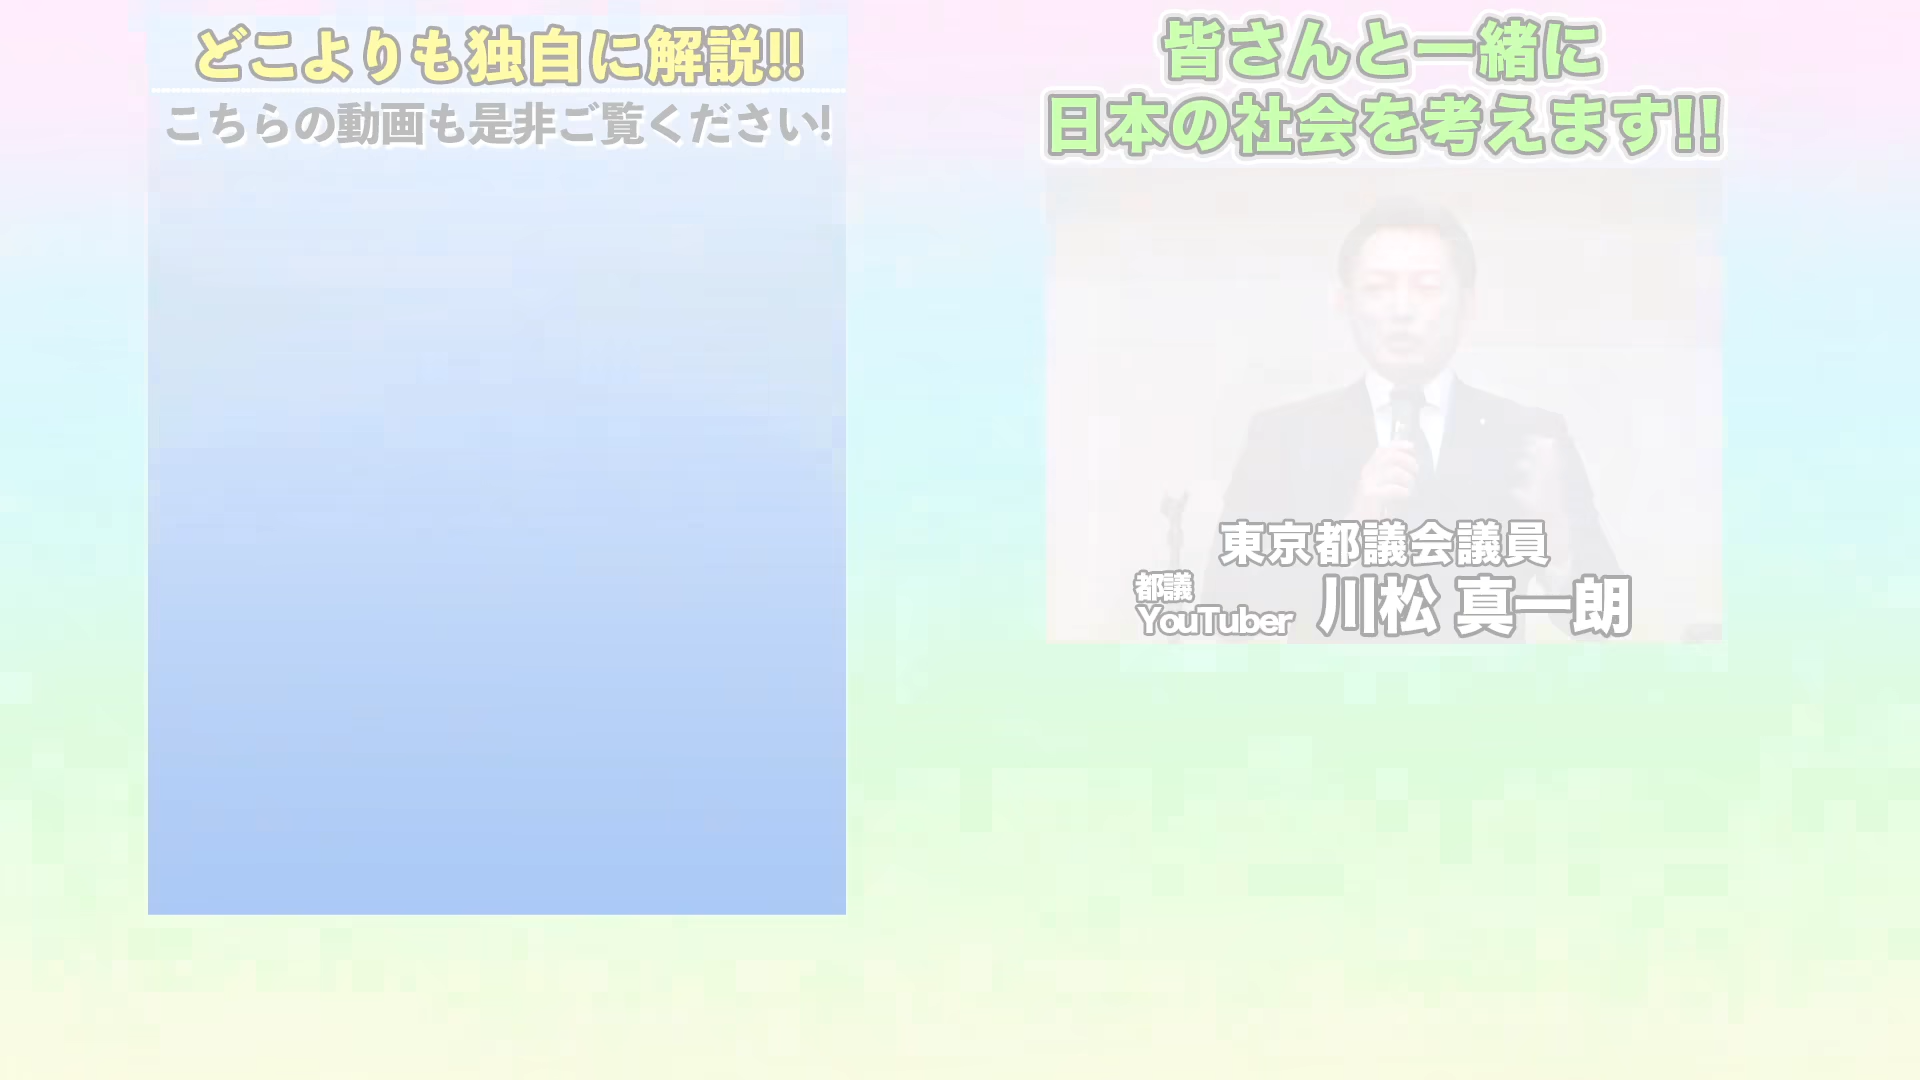 どこよりも独自に解説!!
こちらの動画も是非ご覧ください!
皆さんと一緒に
日本の社会を考えます!!
東京都議会議員
都議
YouTuber 川松 真一朗